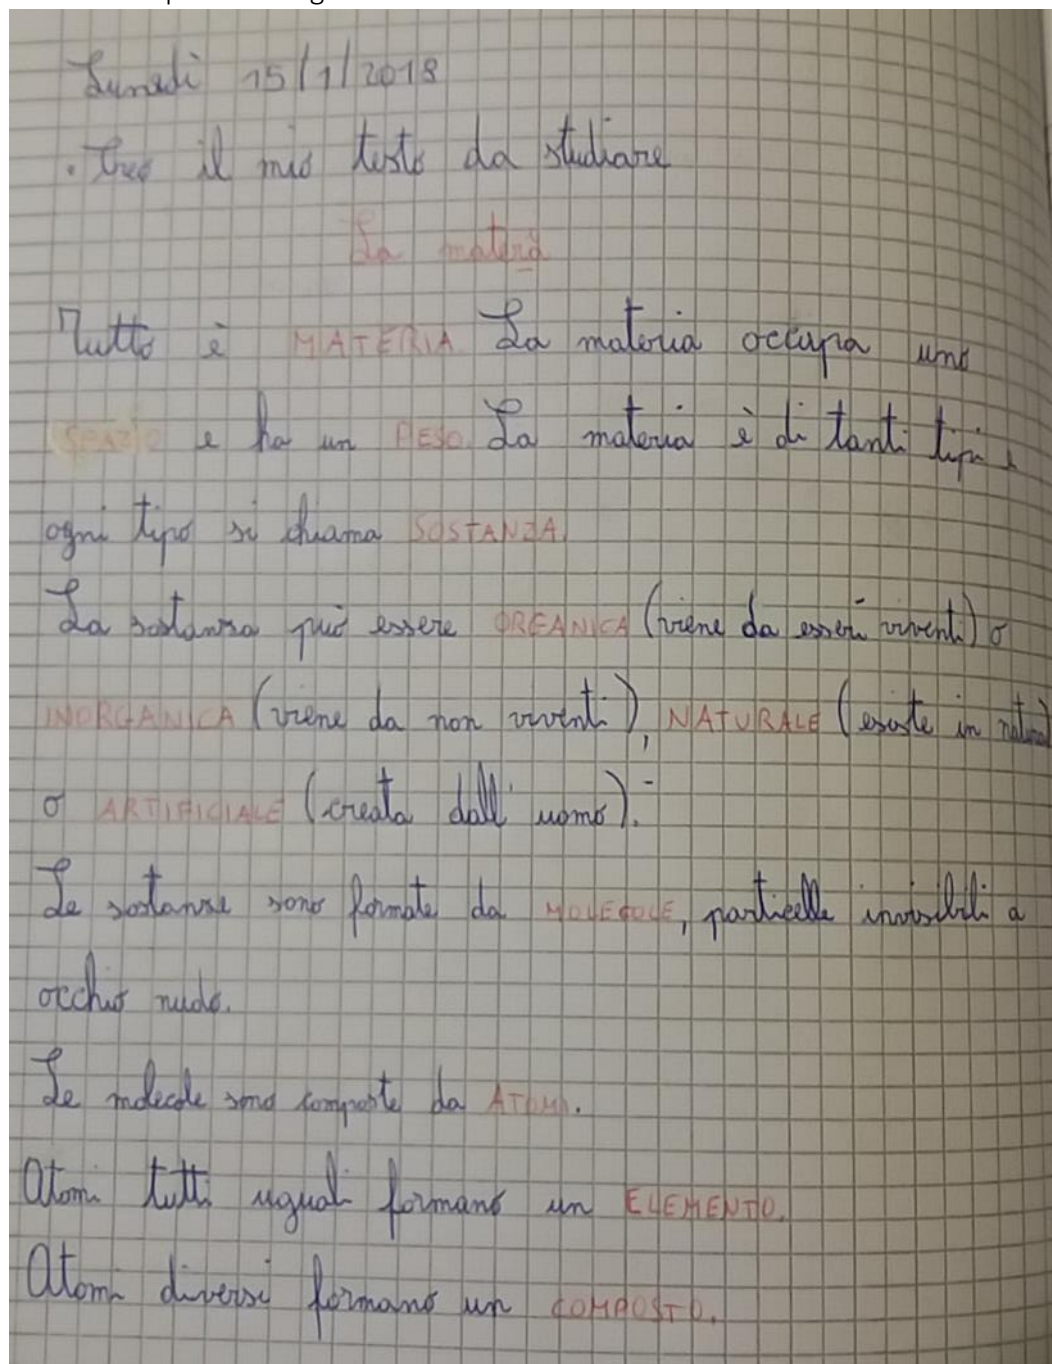 Lunedì 15/1/2018
. Creo il mio testo da studiare
La materia
Tutto è MATERIA. La materia occupa uno
SPAZIO e ha un PESO. La materia è di tanti tipi e
ogni tipo si chiama SOSTANZA.
La sostanza può essere ORGANICA (viene da esseri viventi) o
INORGANICA (viene da non viventi), NATURALE (esiste in natura)
o ARTIFICIALE (creata dall'uomo).
Le sostanze sono formate da MOLECOLE, particelle invisibili a
occhio nudo.
Le molecole sono composte da ATOMI.
Atomi tutti uguali formano un ELEMENTO.
Atomi diversi formano un COMPOSTO.